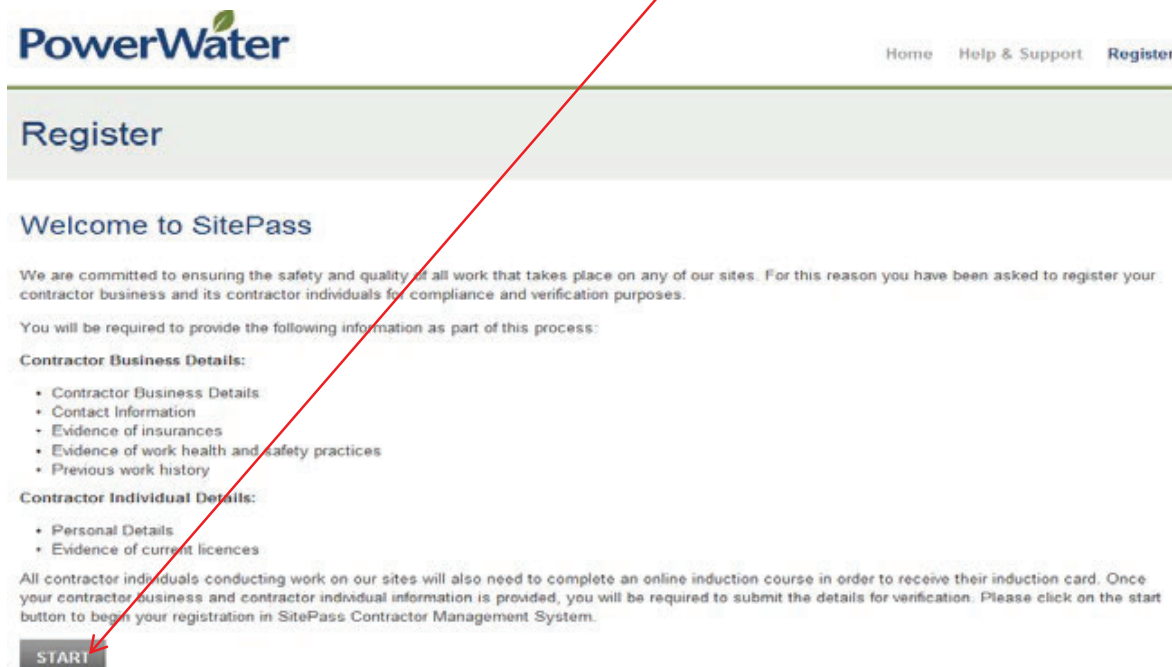 PowerWater
Home Help & Support Register
Register
Welcome to SitePass
We are committed to ensuring the safety and quality of all work that takes place on any of our sites. For this reason you have been asked to register your
contractor business and its contractor individuals for compliance and verification purposes.
You will be required to provide the following information as part of this process:
Contractor Business Details:
• Contractor Business Details
• Contact Information
• Evidence of insurances
• Evidence of work health and safety practices
• Previous work history
Contractor Individual Details:
• Personal Details
• Evidence of current licences
All contractor individuals conducting work on our sites will also need to complete an online induction course in order to receive their induction card. Once
your contractor business and contractor individual information is provided, you will be required to submit the details for verification. Please click on the start
button to begin your registration in SitePass Contractor Management System.
START